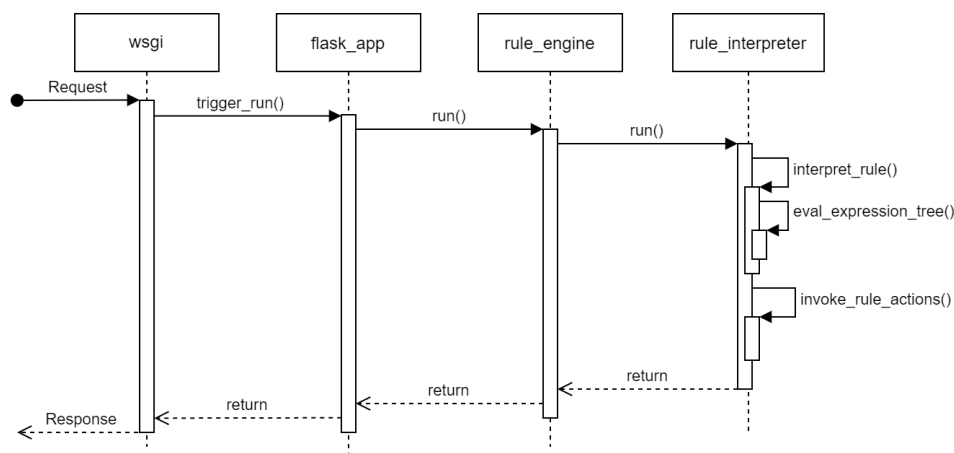 wsgi
flask_app
rule_engine
rule_interpreter
Request
trigger_run()
run()
run()
interpret_rule()
eval_expression_tree()
invoke_rule_actions()
return
return
return
Response